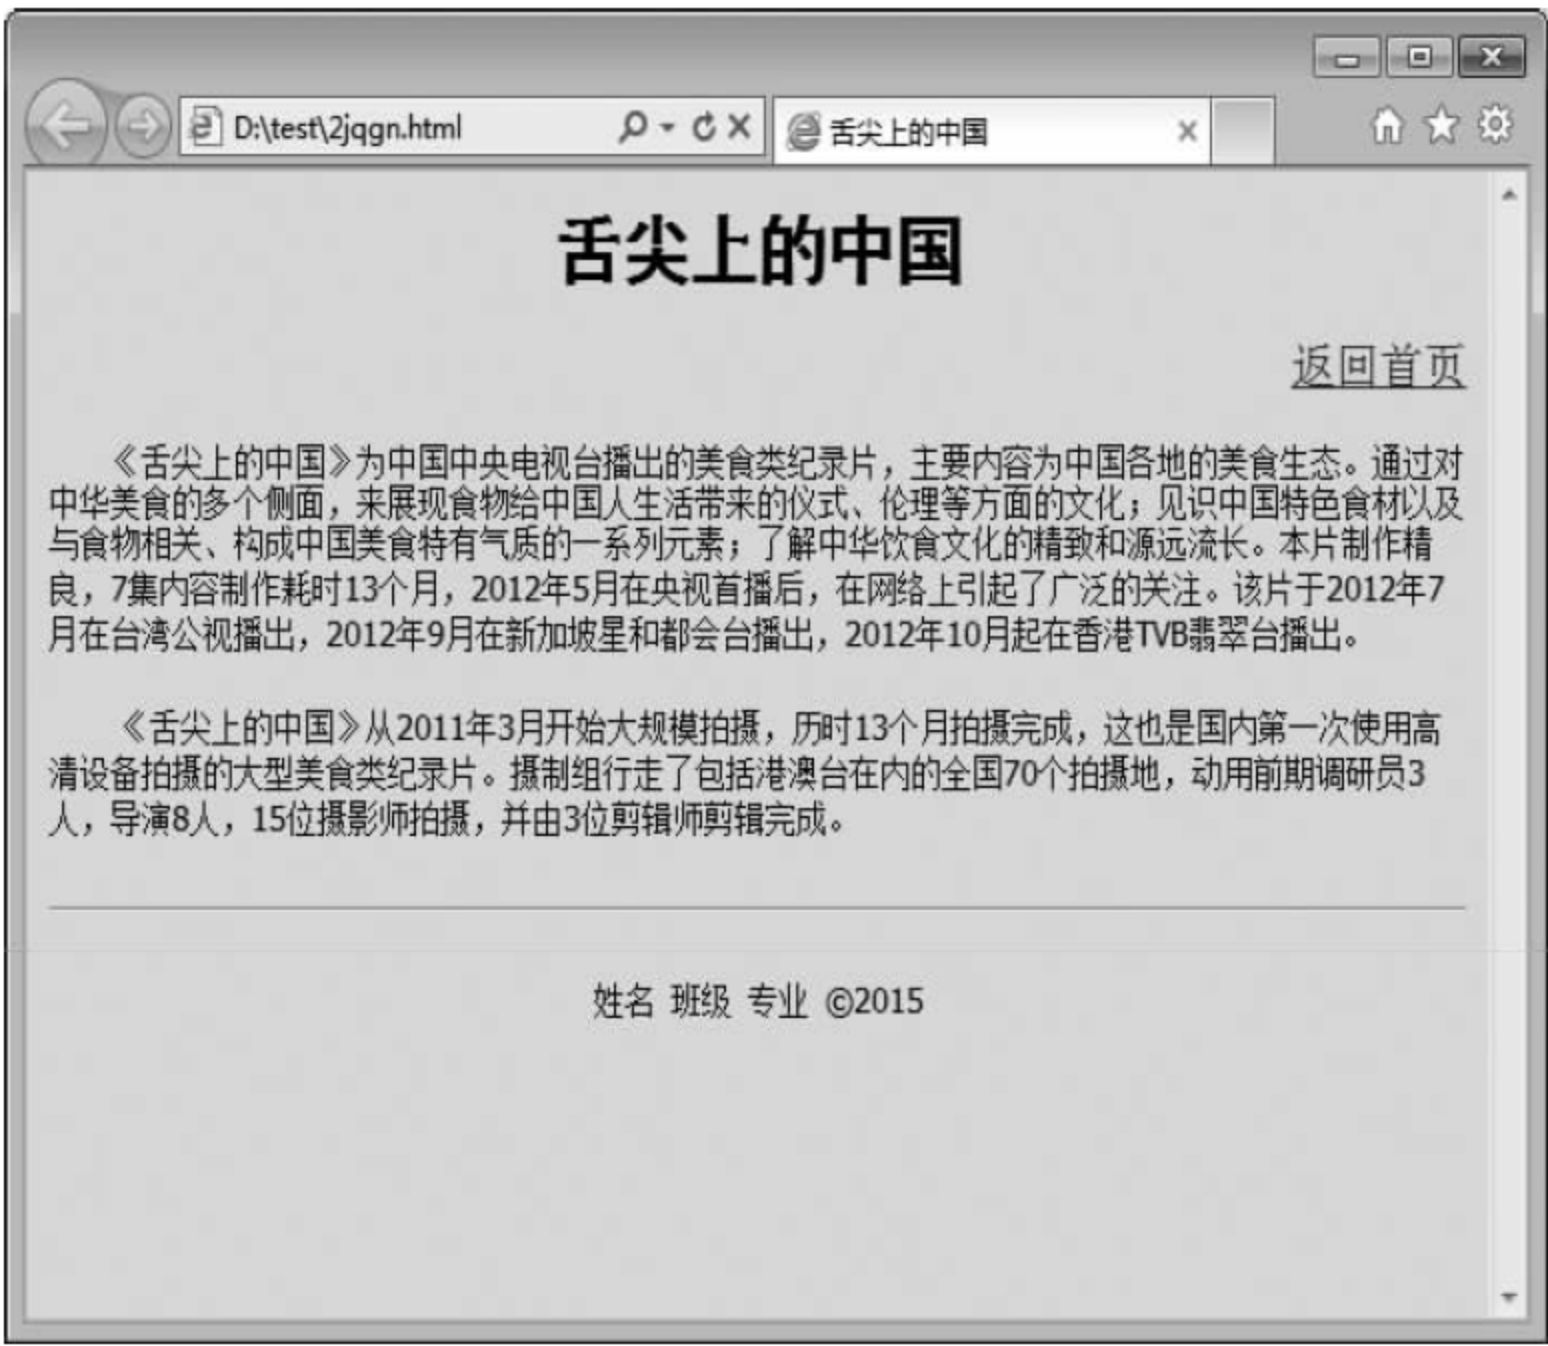 D:\test\2jqgn.html
舌尖上的中国
舌尖上的中国
返回首页
《舌尖上的中国》为中国中央电视台播出的美食类纪录片，主要内容为中国各地的美食生态。通过对
中华美食的多个侧面，来展现食物给中国人生活带来的仪式、伦理等方面的文化；见识中国特色食材以及
与食物相关、构成中国美食特有气质的一系列元素；了解中华饮食文化的精致和源远流长。本片制作精
良，7集内容制作耗时13个月，2012年5月在央视首播后，在网络上引起了广泛的关注。该片于2012年7
月在台湾公视播出，2012年9月在新加坡星和都会台播出，2012年10月起在香港TVB翡翠台播出。
《舌尖上的中国》从2011年3月开始大规模拍摄，历时13个月拍摄完成，这也是国内第一次使用高
清设备拍摄的大型美食类纪录片。摄制组行走了包括港澳台在内的全国70个拍摄地，动用前期调研员3
人，导演8人，15位摄影师拍摄，并由3位剪辑师剪辑完成。
姓名 班级 专业 ©2015